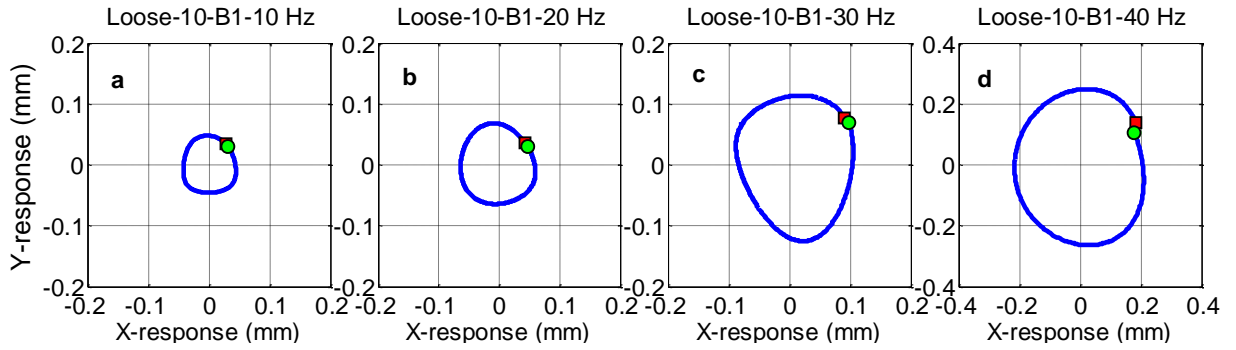 Loose-10-B1-10 Hz
Loose-10-B1-20 Hz
Loose-10-B1-30 Hz
Loose-10-B1-40 Hz
Y-response (mm)
0.2
0.1
0
-0.1
-0.2
a
-0.2 -0.1 0 0.1 0.2
X-response (mm)
0.2
0.1
0
-0.1
-0.2
b
-0.2 -0.1 0 0.1 0.2
X-response (mm)
0.2
0.1
0
-0.1
-0.2
c
-0.2 -0.1 0 0.1 0.2
X-response (mm)
0.4
0.2
0
-0.2
-0.4
d
-0.4 -0.2 0 0.2 0.4
X-response (mm)